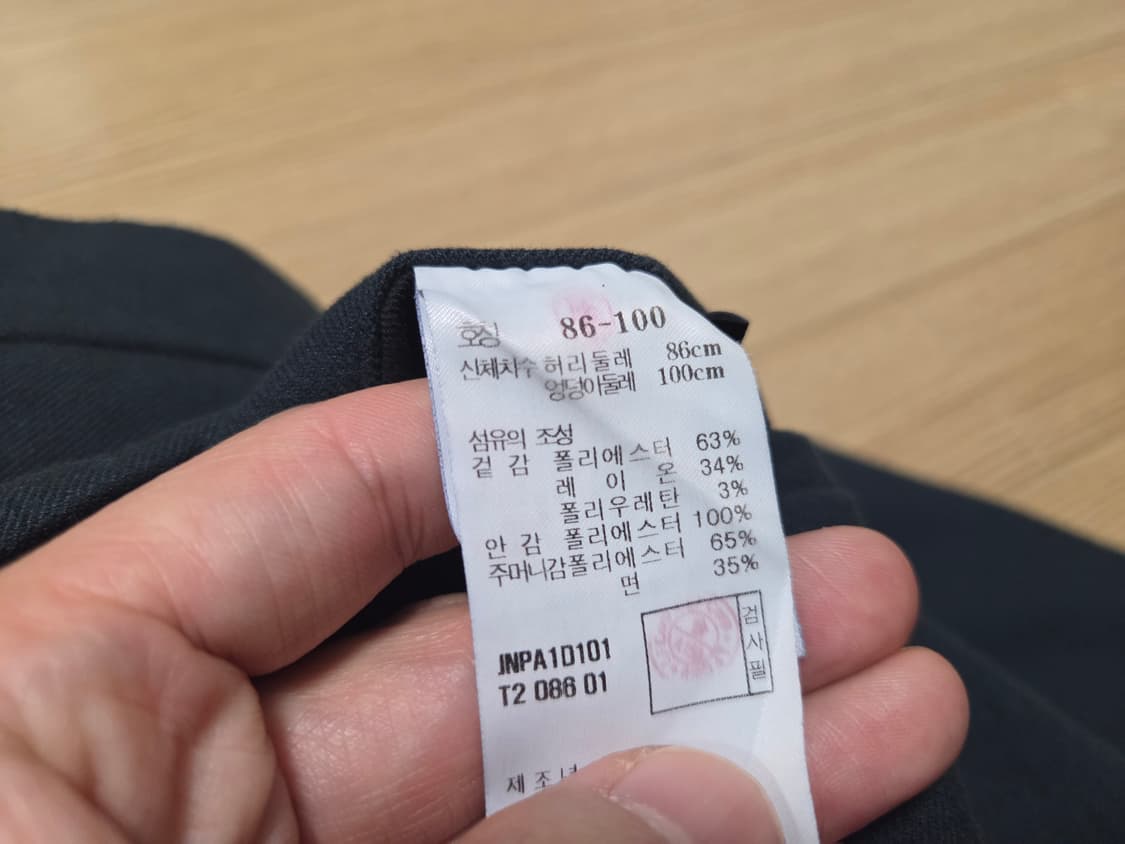 호칭 86-100
신체치수 허리둘레 86cm
엉덩이둘레 100cm
섬유의 조성
겉 감 폴리에스터 63%
레 이 온 34%
폴리우레탄 3%
안 감 폴리에스터 100%
주머니감 폴리에스터 65%
면 35%
JNPA1D101
T2 086 01
검사필
제 조